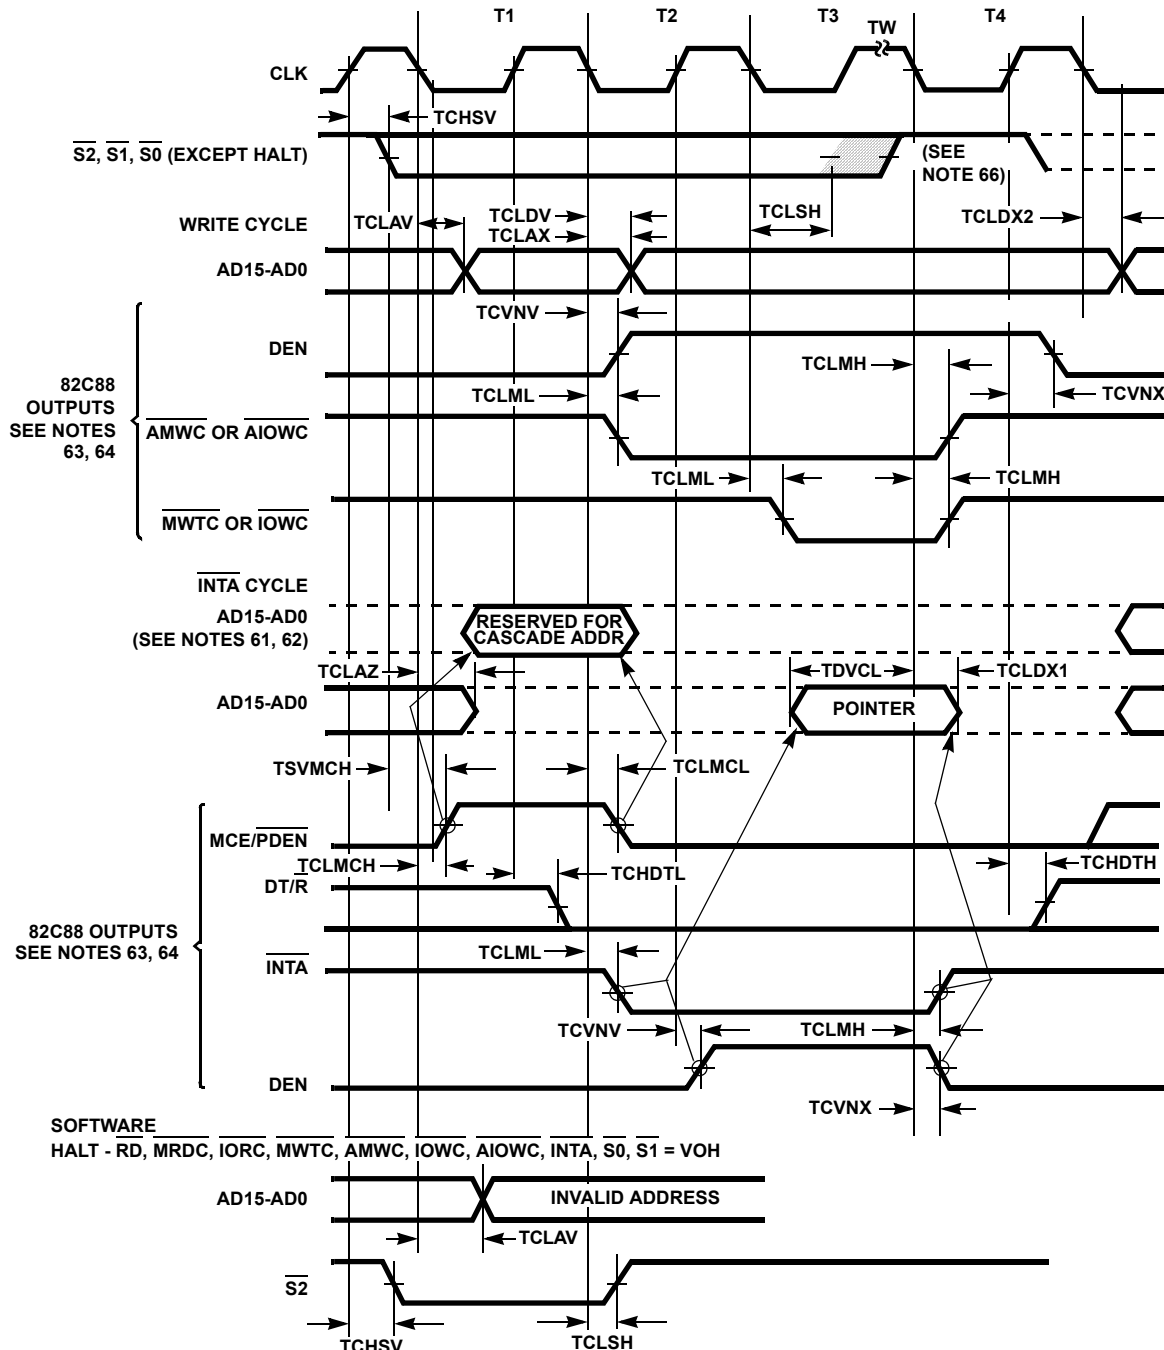 T1 T2 T3 T4
TW
CLK
TCHSV
S2, S1, S0 (EXCEPT HALT)
(SEE
NOTE 66)
WRITE CYCLE
TCLAV
TCLDV
TCLAX
TCLSH
TCLDX2
AD15-AD0
TCVNV
DEN
TCLMH
TCVNX
82C88
OUTPUTS
SEE NOTES
63, 64
TCLML
AMWC OR AIOWC
TCLML
TCLMH
MWTC OR IOWC
INTA CYCLE
AD15-AD0
(SEE NOTES 61, 62)
RESERVED FOR
CASCADE ADDR
TCLAZ
TDVCL
TCLDX1
AD15-AD0
POINTER
TSVMCH
TCLMCL
MCE/PDEN
TCLMCH
TCHDTL
TCHDTH
DT/R
82C88 OUTPUTS
SEE NOTES 63, 64
TCLML
INTA
TCVNV
TCLMH
DEN
TCVNX
SOFTWARE
HALT - RD, MRDC, IORC, MWTC, AMWC, IOWC, AIOWC, INTA, S0, S1 = VOH
AD15-AD0
INVALID ADDRESS
TCLAV
S2
TCHSV
TCLSH